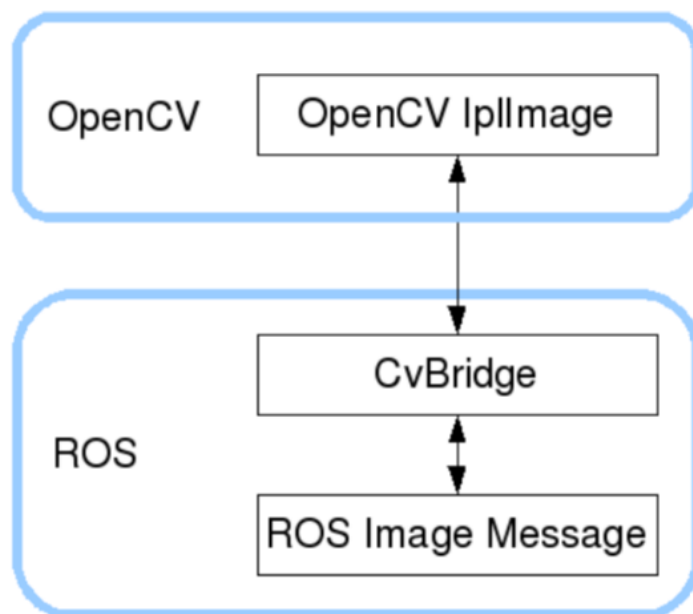 OpenCV
OpenCV IplImage
CvBridge
ROS
ROS Image Message